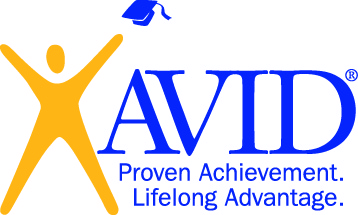 AVID®
Proven Achievement.
Lifelong Advantage.